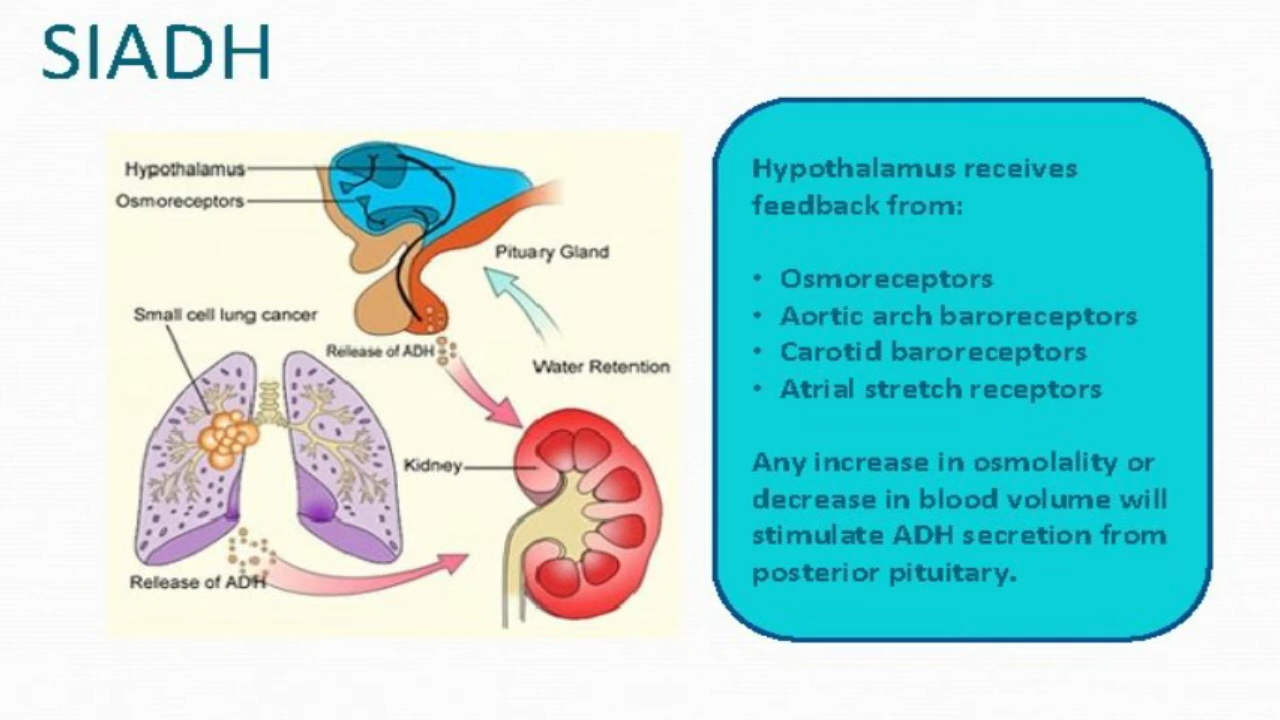 SIADH
Hypothalamus
Osmoreceptors
Pituary Gland
Small cell lung cancer
Release of ADH
Water Retention
Kidney
Release of ADH
Hypothalamus receives
feedback from:
• Osmoreceptors
• Aortic arch baroreceptors
• Carotid baroreceptors
• Atrial stretch receptors
Any increase in osmolality or
decrease in blood volume will
stimulate ADH secretion from
posterior pituitary.